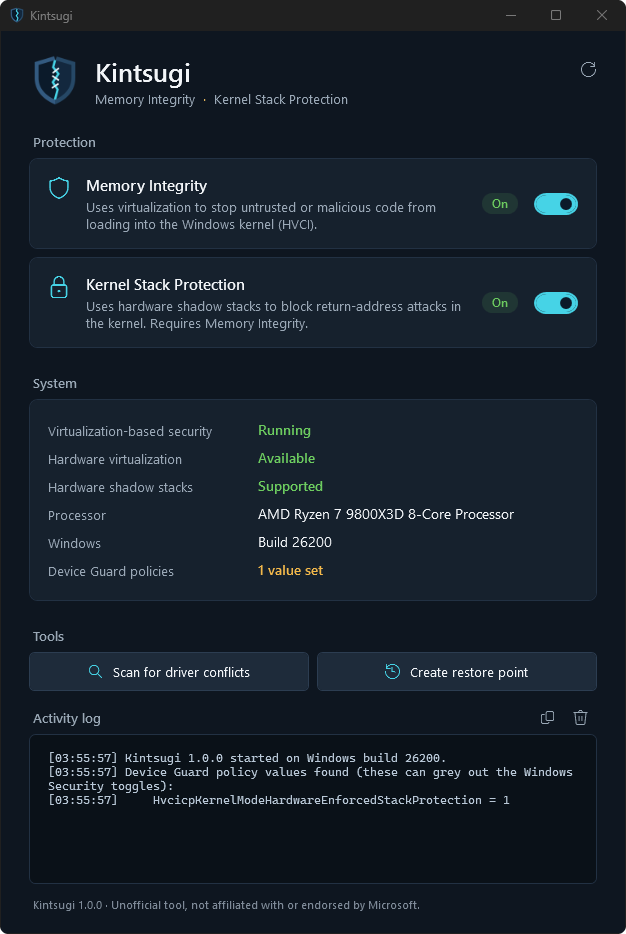 Kintsugi
Kintsugi
Memory Integrity · Kernel Stack Protection
Protection
Memory Integrity
Uses virtualization to stop untrusted or malicious code from
loading into the Windows kernel (HVCI).
On
Kernel Stack Protection
Uses hardware shadow stacks to block return-address attacks in
the kernel. Requires Memory Integrity.
On
System
Virtualization-based security Running
Hardware virtualization Available
Hardware shadow stacks Supported
Processor AMD Ryzen 7 9800X3D 8-Core Processor
Windows Build 26200
Device Guard policies 1 value set
Tools
Scan for driver conflicts
Create restore point
Activity log
[03:55:57] Kintsugi 1.0.0 started on Windows build 26200.
[03:55:57] Device Guard policy values found (these can grey out the Windows
Security toggles):
[03:55:57] HvcicpKernelModeHardwareEnforcedStackProtection = 1
Kintsugi 1.0.0 · Unofficial tool, not affiliated with or endorsed by Microsoft.